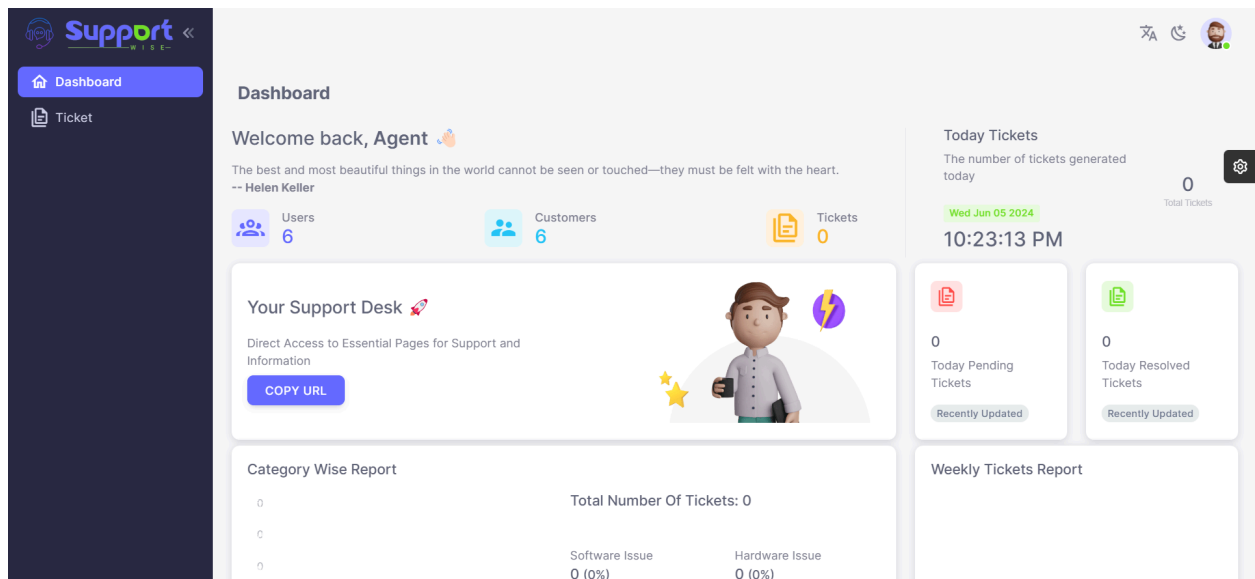 Support
WISE
Dashboard
Ticket
Dashboard
Welcome back, Agent
The best and most beautiful things in the world cannot be seen or touched—they must be felt with the heart.
-- Helen Keller
Users
6
Customers
6
Tickets
0
Today Tickets
The number of tickets generated
today
0
Total Tickets
Wed Jun 05 2024
10:23:13 PM
Your Support Desk
Direct Access to Essential Pages for Support and
Information
COPY URL
0
Today Pending
Tickets
Recently Updated
0
Today Resolved
Tickets
Recently Updated
Category Wise Report
0
0
0
Total Number Of Tickets: 0
Software Issue
0 (0%)
Hardware Issue
0 (0%)
Weekly Tickets Report